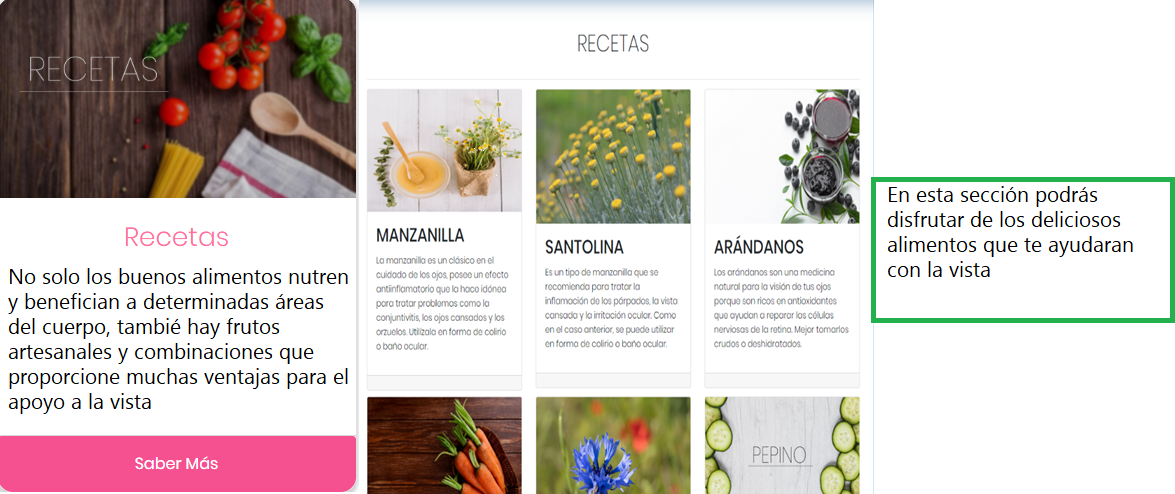 RECETAS
Recetas
No solo los buenos alimentos nutren
y benefician a determinadas áreas
del cuerpo, tambié hay frutos
artesanales y combinaciones que
proporcione muchas ventajas para el
apoyo a la vista
Saber Más
RECETAS
MANZANILLA
La manzanilla es un clásico en el
cuidado de los ojos, posee un efecto
antiinflamatorio que la hace idónea
para tratar problemas como la
conjuntivitis, los ojos cansados y los
orzuelos. Utilízala en forma de colirio
o baño ocular.
SANTOLINA
Es un tipo de manzanilla que se
recomienda para tratar la
inflamación de los párpados, la vista
cansada y la irritación ocular. Como
en el caso anterior, se puede utilizar
en forma de colirio o baño ocular.
ARÁNDANOS
Los arándanos son una medicina
natural para la visión de tus ojos
porque son ricos en antioxidantes
que ayudan a reparar las células
nerviosas de la retina. Mejor tomarlos
crudos o deshidratados.
PEPINO
En esta sección podrás
disfrutar de los deliciosos
alimentos que te ayudaran
con la vista